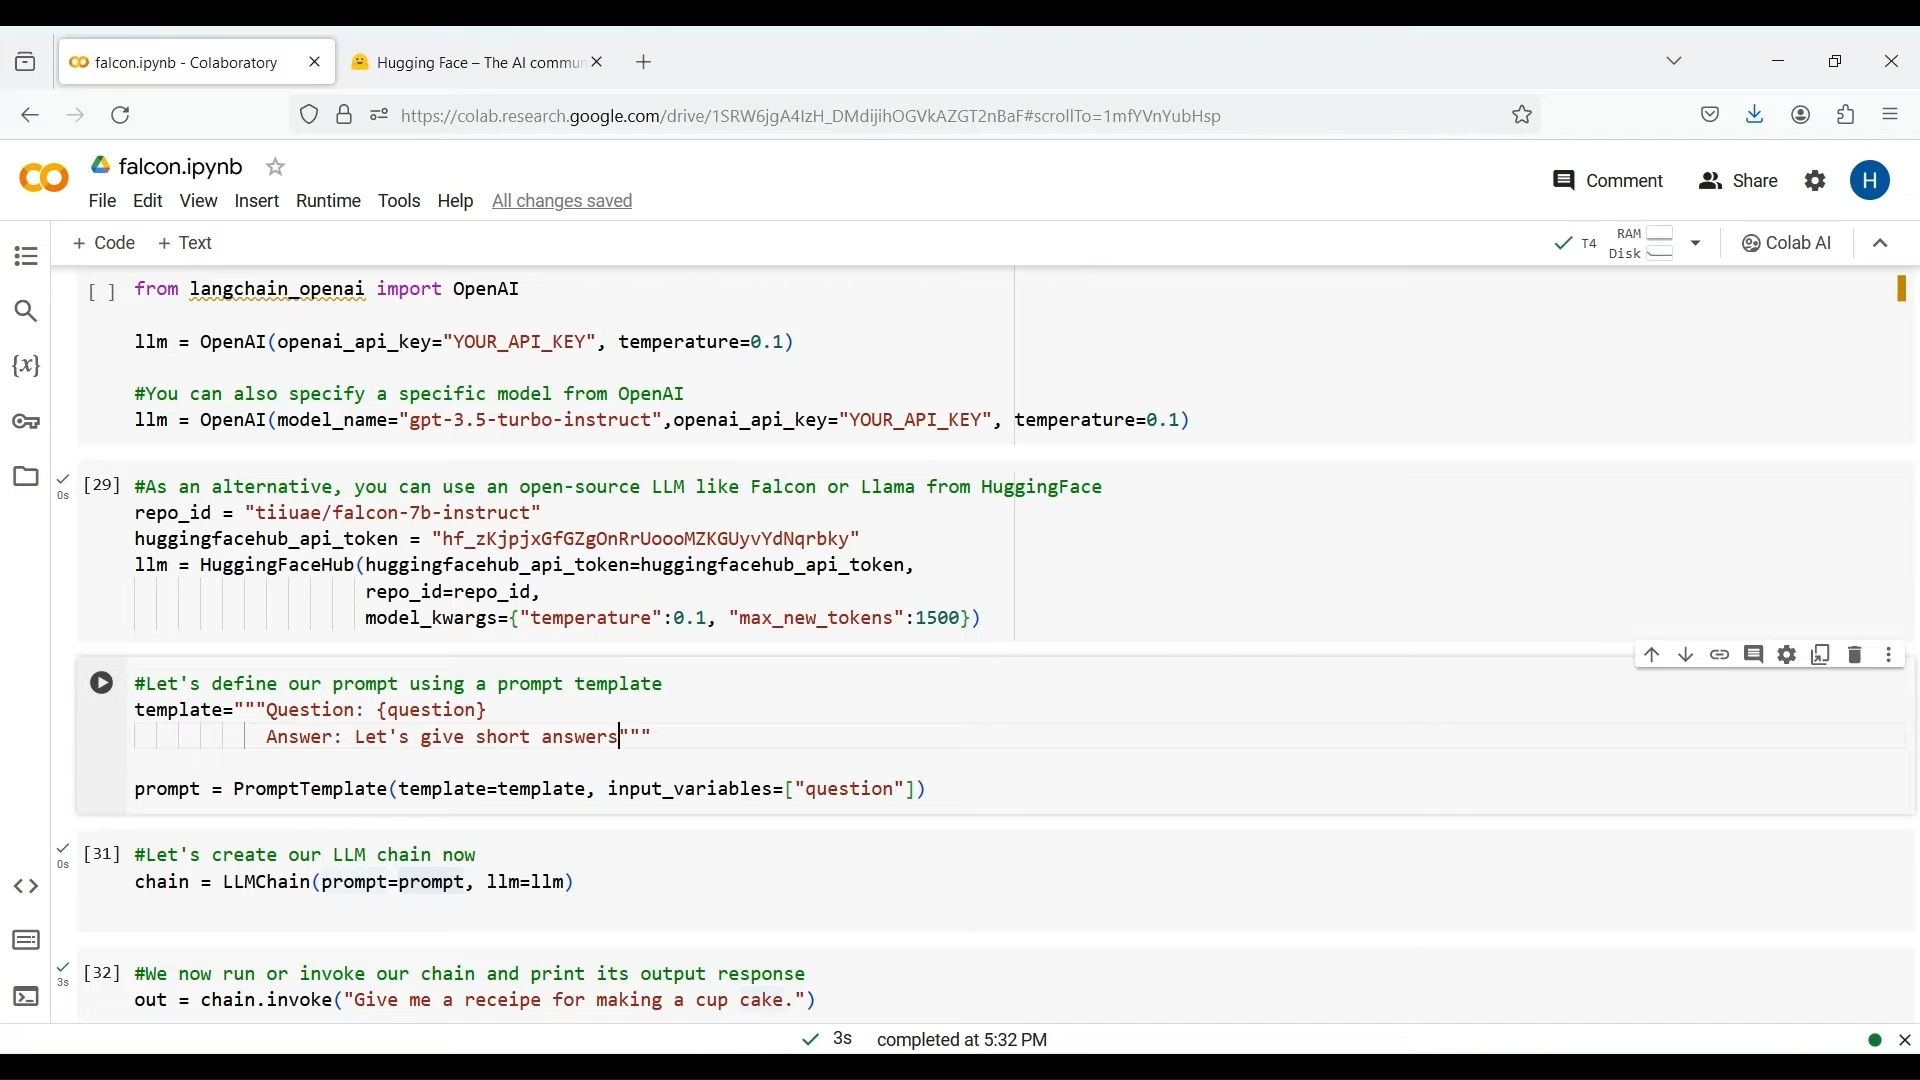 falcon.ipynb - Colaboratory
Hugging Face – The AI commun
https://colab.research.google.com/drive/1SRW6jgA4IzH_DMdijihOGVkAZGT2nBaF#scrollTo=1mfYVnYubHsp
falcon.ipynb
File Edit View Insert Runtime Tools Help All changes saved
Comment Share H
+ Code + Text
T4 RAM Disk Colab AI
[ ] from langchain_openai import OpenAI
llm = OpenAI(openai_api_key="YOUR_API_KEY", temperature=0.1)
#You can also specify a specific model from OpenAI
llm = OpenAI(model_name="gpt-3.5-turbo-instruct",openai_api_key="YOUR_API_KEY", temperature=0.1)
0s [29] #As an alternative, you can use an open-source LLM like Falcon or Llama from HuggingFace
repo_id = "tiiuae/falcon-7b-instruct"
huggingfacehub_api_token = "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"
llm = HuggingFaceHub(huggingfacehub_api_token=huggingfacehub_api_token,
repo_id=repo_id,
model_kwargs={"temperature":0.1, "max_new_tokens":1500})
#Let's define our prompt using a prompt template
template="""Question: {question}
Answer: Let's give short answers"""
prompt = PromptTemplate(template=template, input_variables=["question"])
0s [31] #Let's create our LLM chain now
chain = LLMChain(prompt=prompt, llm=llm)
3s [32] #We now run or invoke our chain and print its output response
out = chain.invoke("Give me a receipe for making a cup cake.")
3s completed at 5:32 PM